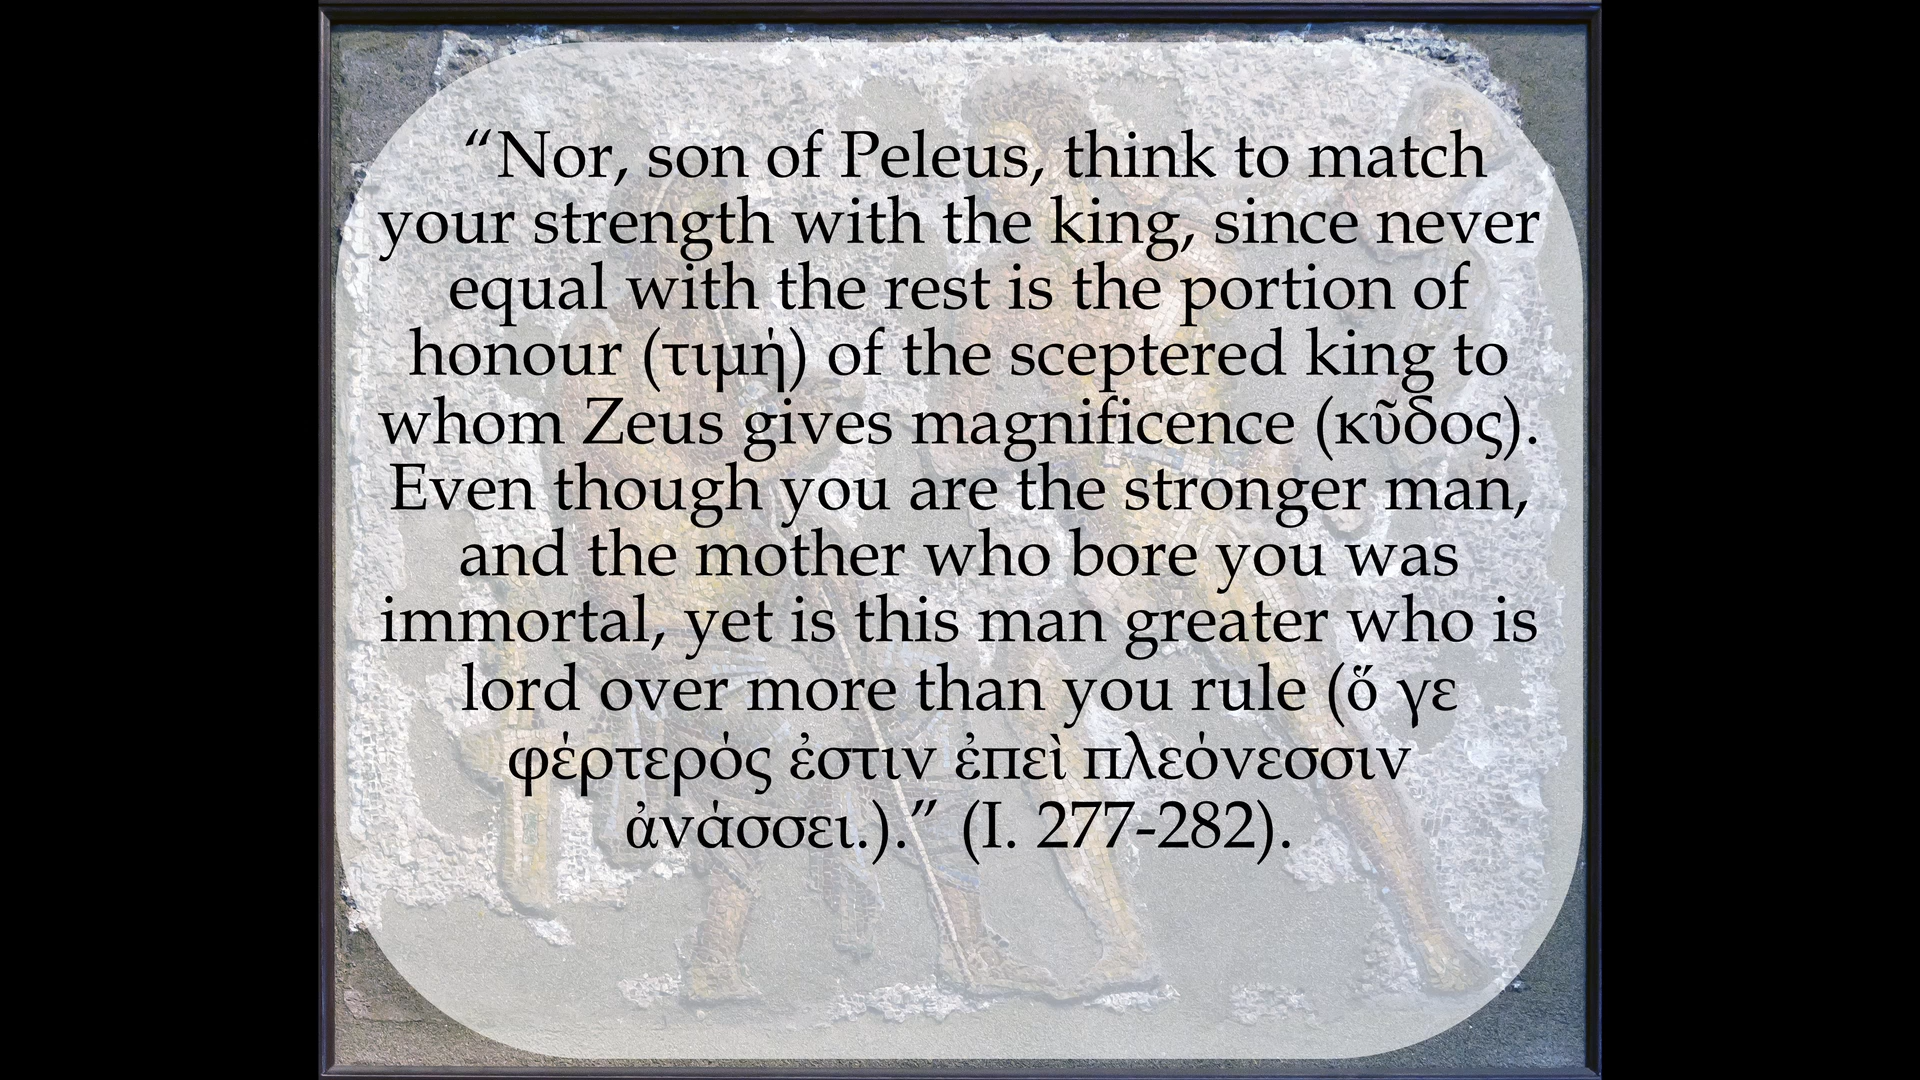 “Nor, son of Peleus, think to match
your strength with the king, since never
equal with the rest is the portion of
honour (τιμή) of the sceptered king to
whom Zeus gives magnificence (κῦδος).
Even though you are the stronger man,
and the mother who bore you was
immortal, yet is this man greater who is
lord over more than you rule (ὅ γε
φέρτερός ἐστιν ἐπεὶ πλεόνεσσιν
ἀνάσσει.).” (I. 277-282).